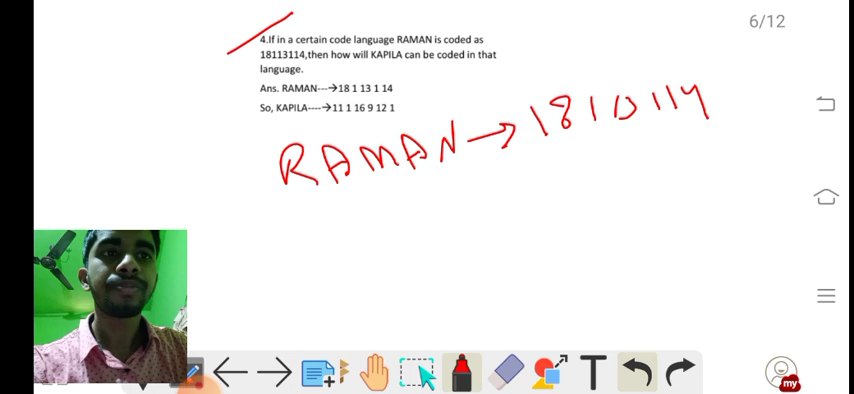 6/12
4.If in a certain code language RAMAN is coded as
18113114,then how will KAPILA can be coded in that
language.
Ans. RAMAN---→18 1 13 1 14
So, KAPILA----→11 1 16 9 12 1
RAMAN → 18113114
T
my